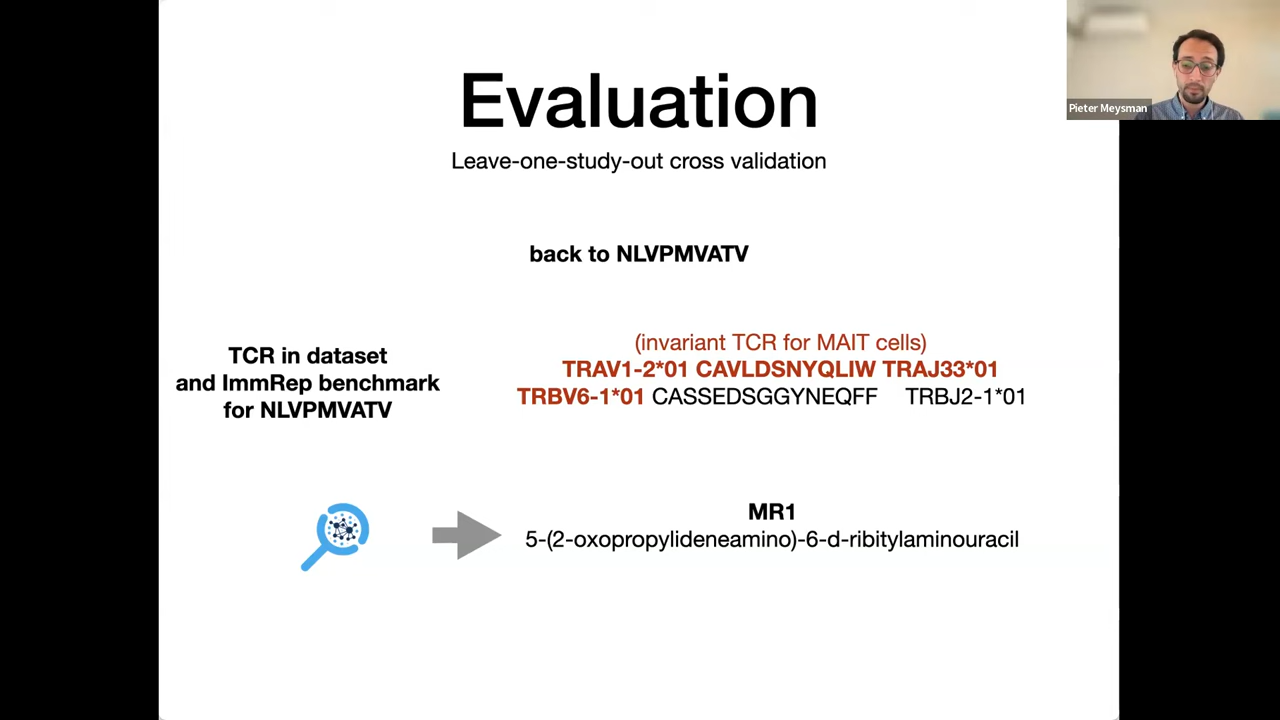 Evaluation
Leave-one-study-out cross validation
Pieter Meysman
back to NLVPMVATV
TCR in dataset
and ImmRep benchmark
for NLVPMVATV
(invariant TCR for MAIT cells)
TRAV1-2*01 CAVLDSNYQLIW TRAJ33*01
TRBV6-1*01 CASSEDSGGYNEQFF TRBJ2-1*01
MR1
5-(2-oxopropylideneamino)-6-d-ribitylaminouracil